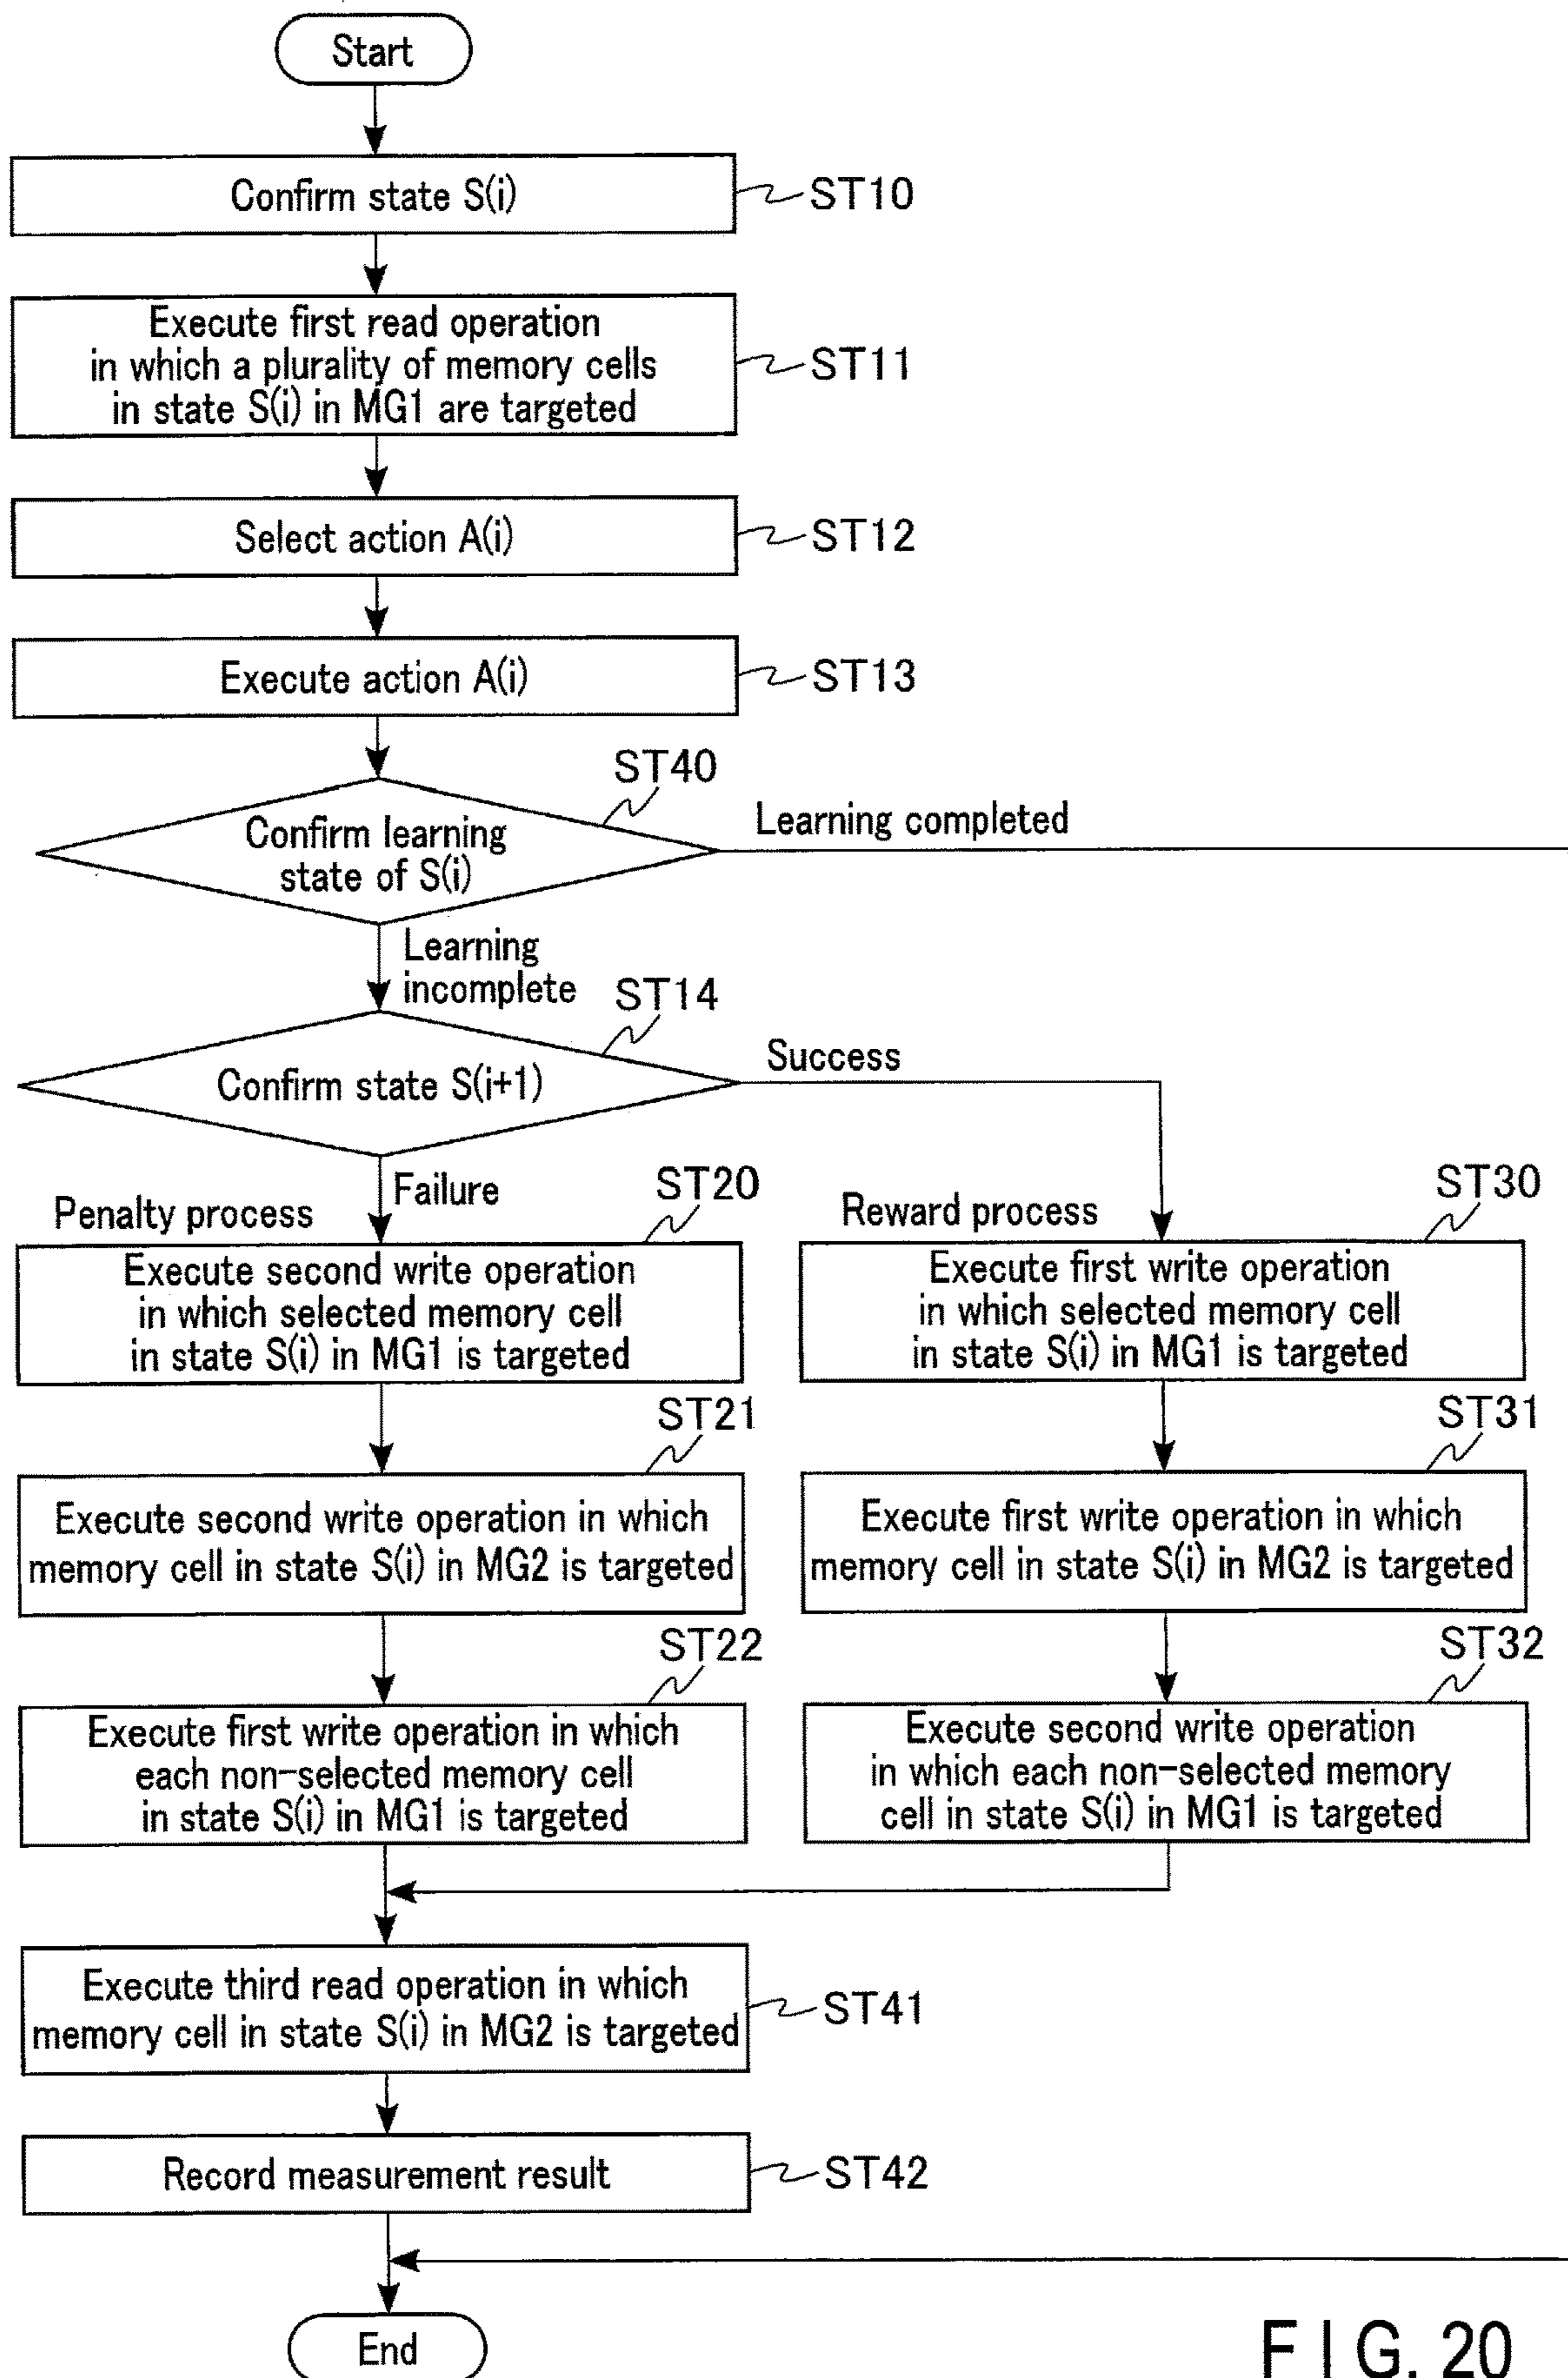 Start
Confirm state S(i)
ST10
Execute first read operation
in which a plurality of memory cells
in state S(i) in MG1 are targeted
ST11
Select action A(i)
ST12
Execute action A(i)
ST13
ST40
Confirm learning
state of S(i)
Learning completed
Learning
incomplete
ST14
Confirm state S(i+1)
Success
Failure
Penalty process
ST20
Execute second write operation
in which selected memory cell
in state S(i) in MG1 is targeted
Reward process
ST30
Execute first write operation
in which selected memory cell
in state S(i) in MG1 is targeted
ST21
Execute second write operation in which
memory cell in state S(i) in MG2 is targeted
ST31
Execute first write operation in which
memory cell in state S(i) in MG2 is targeted
ST22
Execute first write operation in which
each non-selected memory cell
in state S(i) in MG1 is targeted
ST32
Execute second write operation
in which each non-selected memory
cell in state S(i) in MG1 is targeted
Execute third read operation in which
memory cell in state S(i) in MG2 is targeted
ST41
Record measurement result
ST42
End
FIG. 20